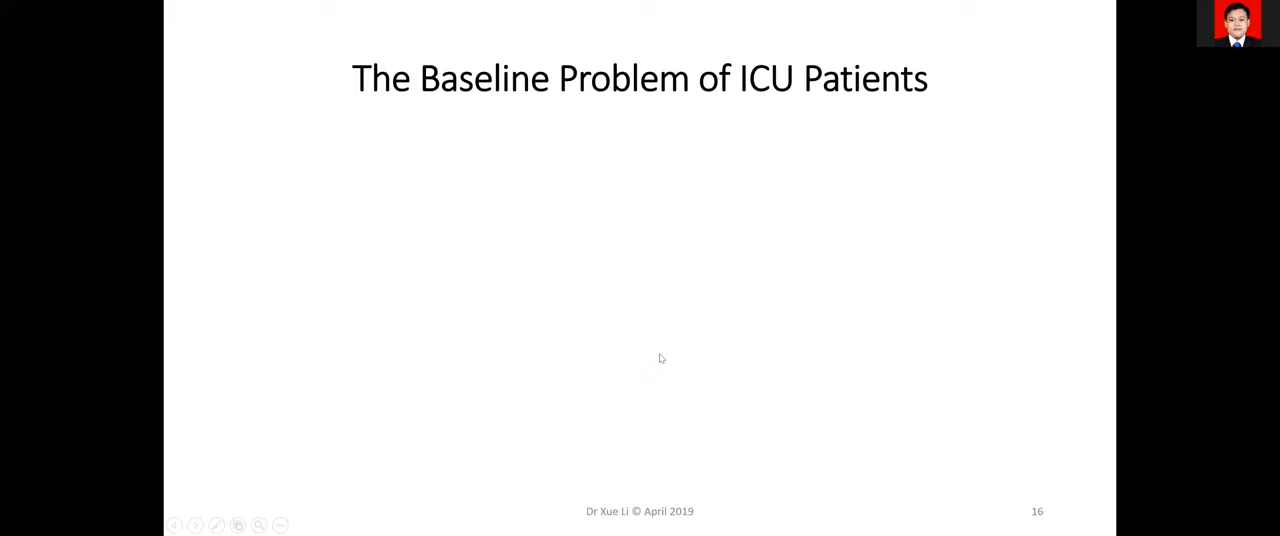 The Baseline Problem of ICU Patients
Dr Xue Li © April 2019
16